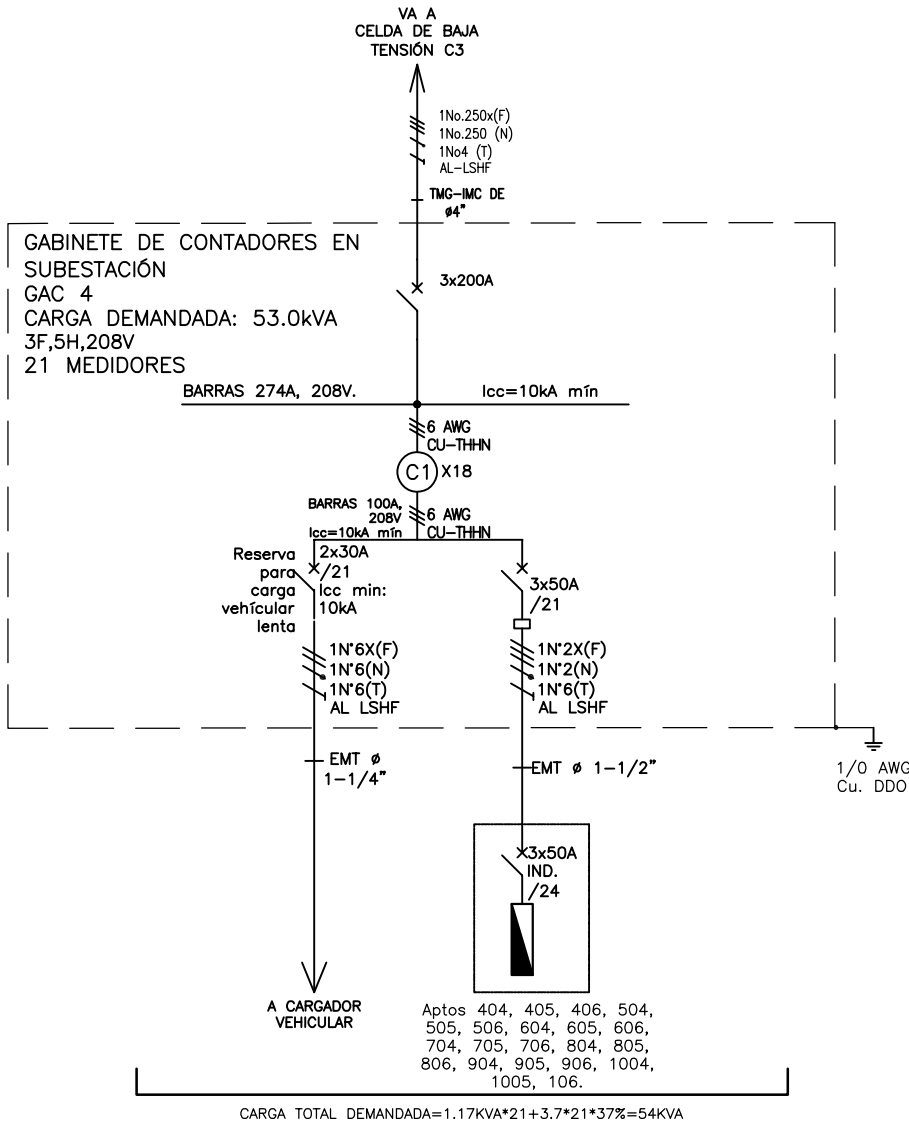 VA A
CELDA DE BAJA
TENSIÓN C3
1No.250x(F)
1No.250 (N)
1No4 (T)
AL-LSHF
TMG-IMC DE
ø4"
GABINETE DE CONTADORES EN
SUBESTACIÓN
GAC 4
CARGA DEMANDADA: 53.0kVA
3F,5H,208V
21 MEDIDORES
3x200A
BARRAS 274A, 208V.
Icc=10kA mín
6 AWG
CU-THHN
C1 X18
BARRAS 100A,
208V
Icc=10kA mín
6 AWG
CU-THHN
Reserva
para
carga
vehícular
lenta
2x30A
/21
Icc min:
10kA
3x50A
/21
1N°6X(F)
1N°6(N)
1N°6(T)
AL LSHF
1N°2X(F)
1N°2(N)
1N°6(T)
AL LSHF
EMT ø
1-1/4"
EMT ø 1-1/2"
1/0 AWG
Cu. DDO
3x50A
IND.
/24
A CARGADOR
VEHICULAR
Aptos 404, 405, 406, 504,
505, 506, 604, 605, 606,
704, 705, 706, 804, 805,
806, 904, 905, 906, 1004,
1005, 106.
CARGA TOTAL DEMANDADA=1.17KVA*21+3.7*21*37%=54KVA